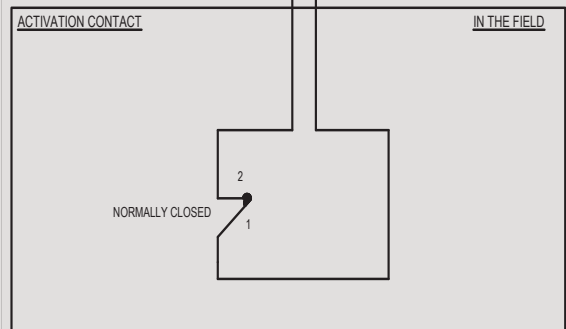 ACTIVATION CONTACT
IN THE FIELD
2
NORMALLY CLOSED
1